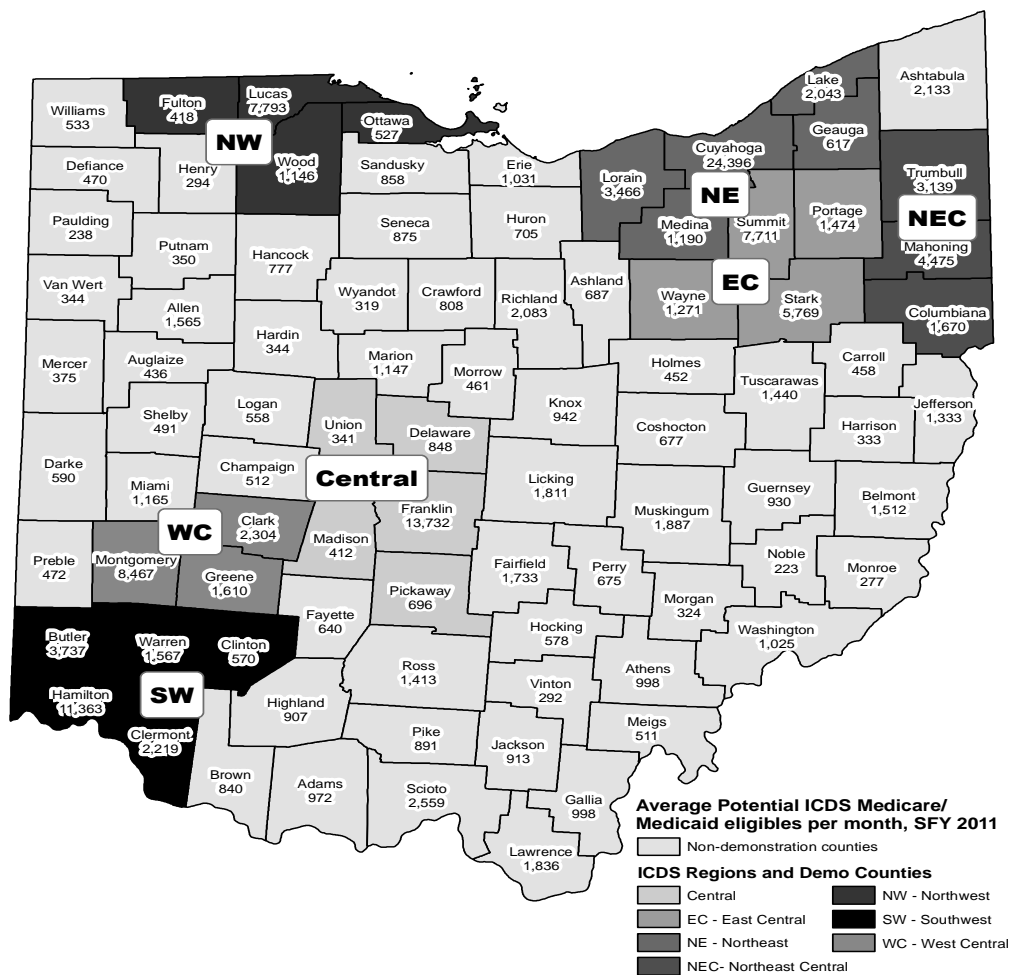 Ashtabula
2,133
Lake
2,043
Geauga
617
Williams
533
Fulton
418
Lucas
7,793
Ottawa
527
NW
Wood
1,146
Henry
294
Defiance
470
Sandusky
858
Erie
1,031
Lorain
3,466
Cuyahoga
24,396
NE
Trumbull
3,139
NEC
Mahoning
4,475
Paulding
238
Putnam
350
Hancock
777
Seneca
875
Huron
705
Medina
1,190
Summit
7,711
Portage
1,474
EC
Van Wert
344
Allen
1,565
Wyandot
319
Crawford
808
Richland
2,083
Ashland
687
Wayne
1,271
Stark
5,769
Columbiana
1,670
Mercer
375
Auglaize
436
Hardin
344
Marion
1,147
Morrow
461
Knox
942
Holmes
452
Tuscarawas
1,440
Carroll
458
Jefferson
1,333
Shelby
491
Logan
558
Union
341
Delaware
848
Coshocton
677
Harrison
333
Darke
590
Miami
1,165
Champaign
512
Central
Licking
1,811
Muskingum
1,887
Guernsey
930
Belmont
1,512
WC
Clark
2,304
Madison
412
Franklin
13,732
Preble
472
Montgomery
8,467
Greene
1,610
Pickaway
696
Fairfield
1,733
Perry
675
Morgan
324
Noble
223
Monroe
277
Fayette
640
Hocking
578
Washington
1,025
Butler
3,737
Warren
1,567
Clinton
570
Hamilton
11,363
SW
Clermont
2,219
Highland
907
Ross
1,413
Vinton
292
Athens
998
Meigs
511
Pike
891
Jackson
913
Brown
840
Adams
972
Scioto
2,559
Gallia
998
Lawrence
1,836
Average Potential ICDS Medicare/
Medicaid eligibles per month, SFY 2011
Non-demonstration counties
ICDS Regions and Demo Counties
Central
EC - East Central
NE - Northeast
NEC- Northeast Central
NW - Northwest
SW - Southwest
WC - West Central